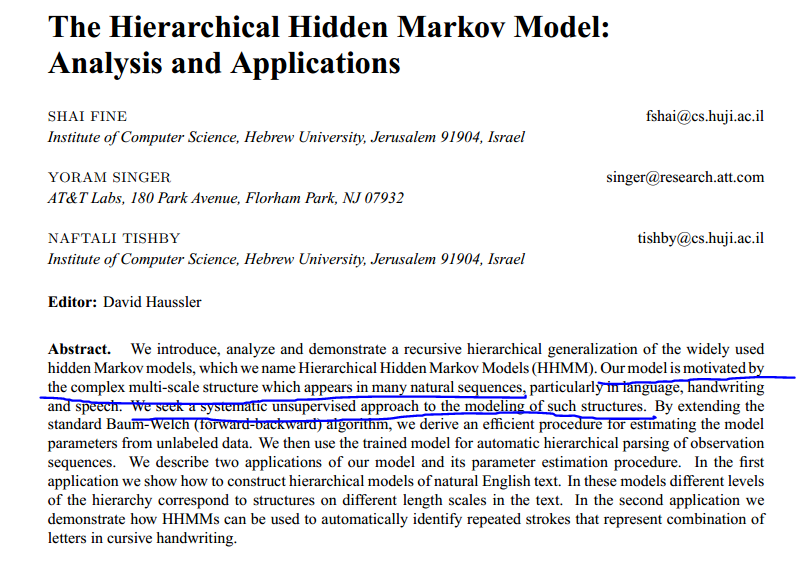 The Hierarchical Hidden Markov Model:
Analysis and Applications
SHAI FINE fshai@cs.huji.ac.il
Institute of Computer Science, Hebrew University, Jerusalem 91904, Israel
YORAM SINGER singer@research.att.com
AT&T Labs, 180 Park Avenue, Florham Park, NJ 07932
NAFTALI TISHBY tishby@cs.huji.ac.il
Institute of Computer Science, Hebrew University, Jerusalem 91904, Israel
Editor: David Haussler
Abstract. We introduce, analyze and demonstrate a recursive hierarchical generalization of the widely used
hidden Markov models, which we name Hierarchical Hidden Markov Models (HHMM). Our model is motivated by
the complex multi-scale structure which appears in many natural sequences, particularly in language, handwriting
and speech. We seek a systematic unsupervised approach to the modeling of such structures. By extending the
standard Baum-Welch (forward-backward) algorithm, we derive an efficient procedure for estimating the model
parameters from unlabeled data. We then use the trained model for automatic hierarchical parsing of observation
sequences. We describe two applications of our model and its parameter estimation procedure. In the first
application we show how to construct hierarchical models of natural English text. In these models different levels
of the hierarchy correspond to structures on different length scales in the text. In the second application we
demonstrate how HHMMs can be used to automatically identify repeated strokes that represent combination of
letters in cursive handwriting.